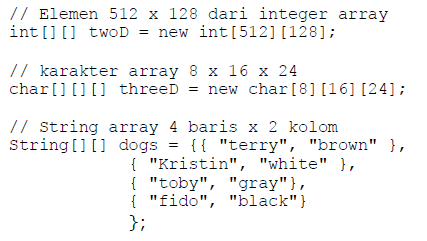 // Elemen 512 x 128 dari integer array
int[][] twoD = new int[512][128];
// karakter array 8 x 16 x 24
char[][][] threeD = new char[8][16][24];
// String array 4 baris x 2 kolom
String[][] dogs = {{ "terry", "brown" },
{ "Kristin", "white" },
{ "toby", "gray"},
{ "fido", "black"}
};